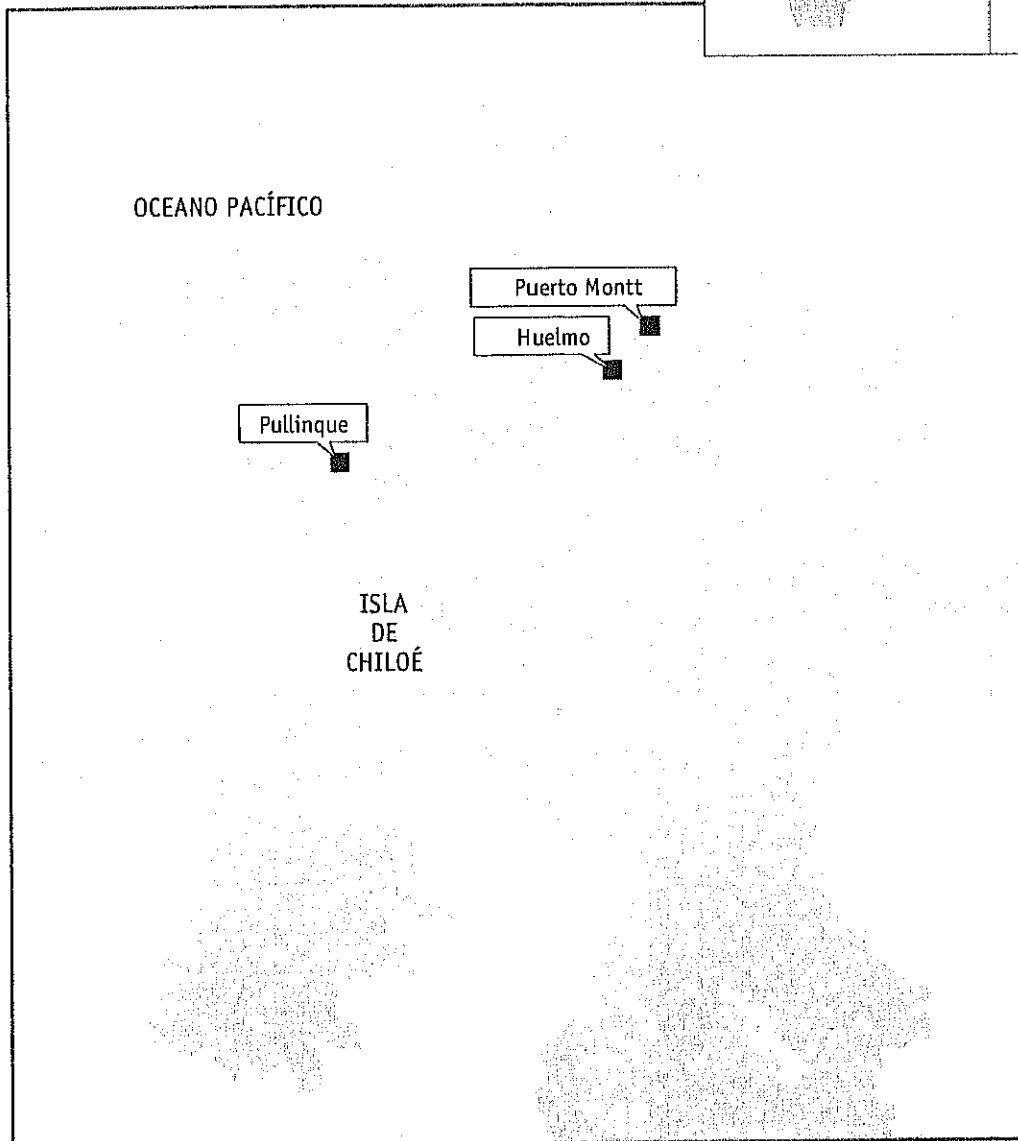 OCEANO PACÍFICO
Puerto Montt
Huelmo
Pullinque
ISLA
DE
CHILOÉ